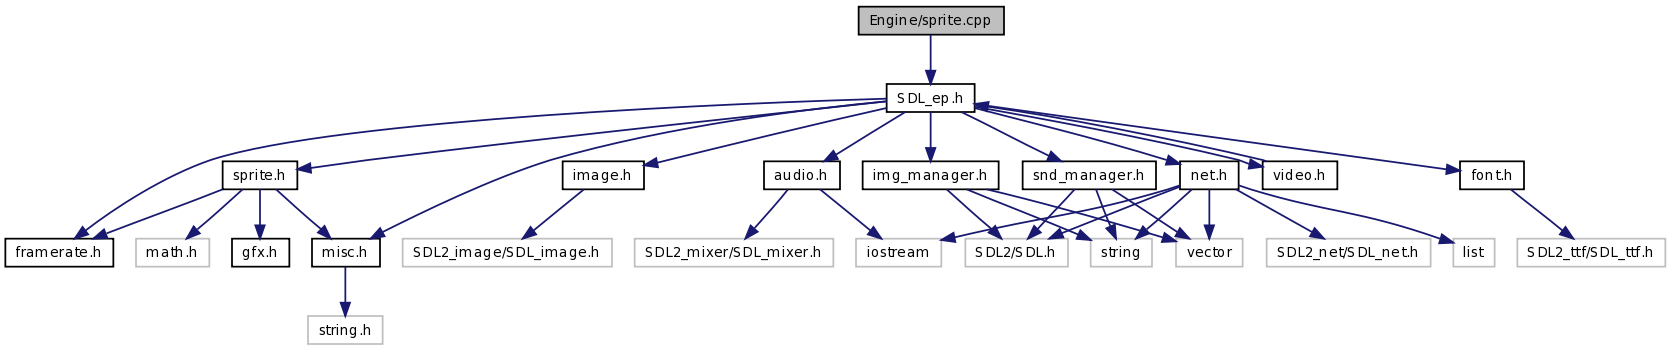 Engine/sprite.cpp
SDL_ep.h
sprite.h
image.h
audio.h
img_manager.h
snd_manager.h
net.h
video.h
font.h
framerate.h
math.h
gfx.h
misc.h
SDL2_image/SDL_image.h
SDL2_mixer/SDL_mixer.h
iostream
SDL2/SDL.h
string
vector
SDL2_net/SDL_net.h
list
SDL2_ttf/SDL_ttf.h
string.h